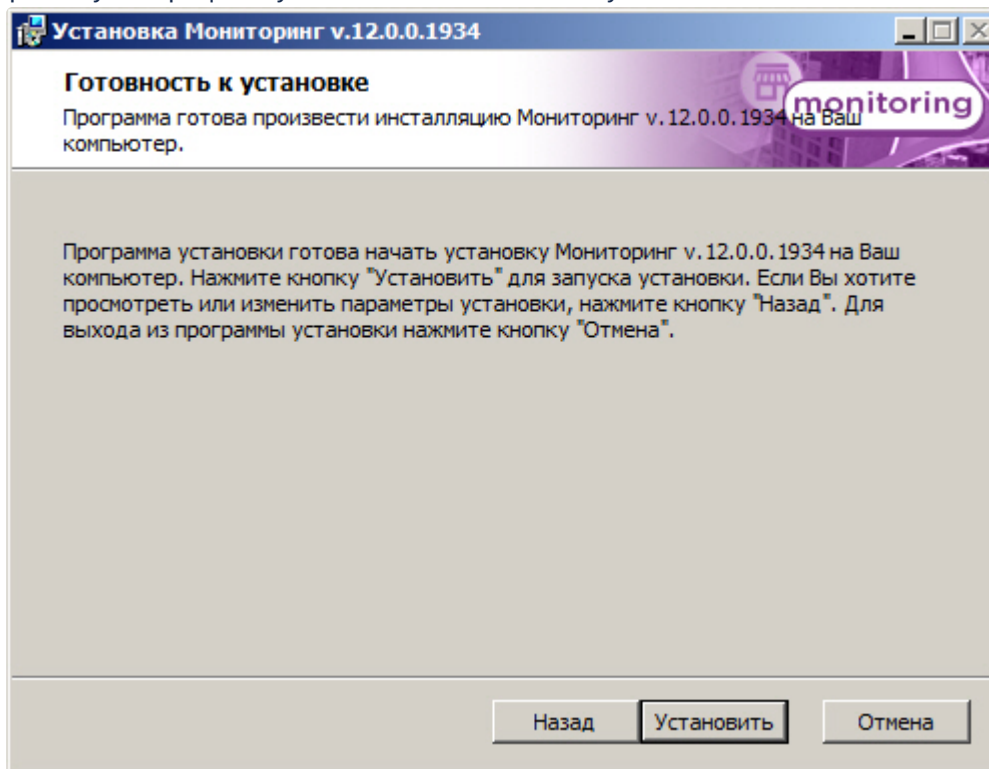 Установка Мониторинг v.12.0.0.1934
Готовность к установке
Программа готова произвести инсталляцию Мониторинг v.12.0.0.1934 на Ваш
компьютер.
monitoring
Программа установки готова начать установку Мониторинг v.12.0.0.1934 на Ваш
компьютер. Нажмите кнопку "Установить" для запуска установки. Если Вы хотите
просмотреть или изменить параметры установки, нажмите кнопку "Назад". Для
выхода из программы установки нажмите кнопку "Отмена".
Назад Установить Отмена